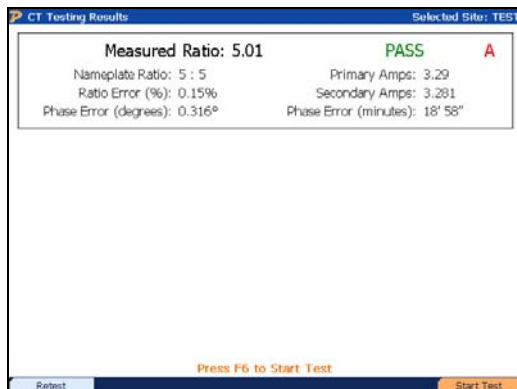 CT Testing Results Selected Site: TEST
Measured Ratio: 5.01 PASS A
Nameplate Ratio: 5 : 5 Primary Amps: 3.29
Ratio Error (%): 0.15% Secondary Amps: 3.281
Phase Error (degrees): 0.316° Phase Error (minutes): 18' 58"
Press F6 to Start Test
Retest Start Test